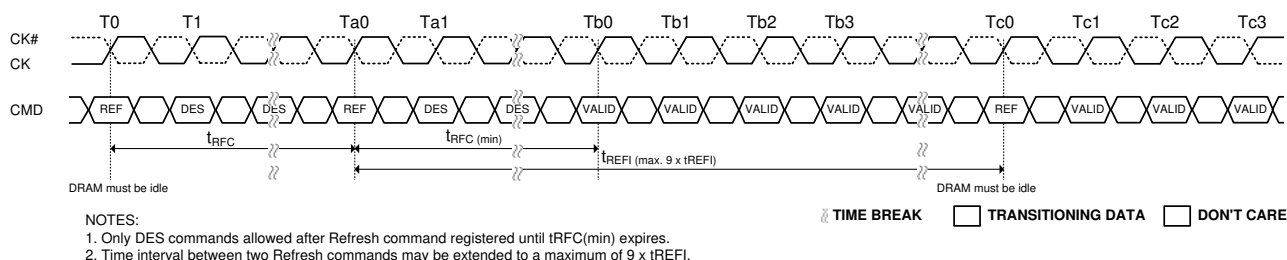 T0 T1 Ta0 Ta1 Tb0 Tb1 Tb2 Tb3 Tc0 Tc1 Tc2 Tc3
CK#
CK
CMD REF DES DES REF DES DES VALID VALID VALID VALID VALID REF VALID VALID VALID
tRFC tRFC (min)
tREFI (max. 9 x tREFI)
DRAM must be idle DRAM must be idle
TIME BREAK TRANSITIONING DATA DON'T CARE
NOTES:
1. Only DES commands allowed after Refresh command registered until tRFC(min) expires.
2. Time interval between two Refresh commands may be extended to a maximum of 9 x tREFI.